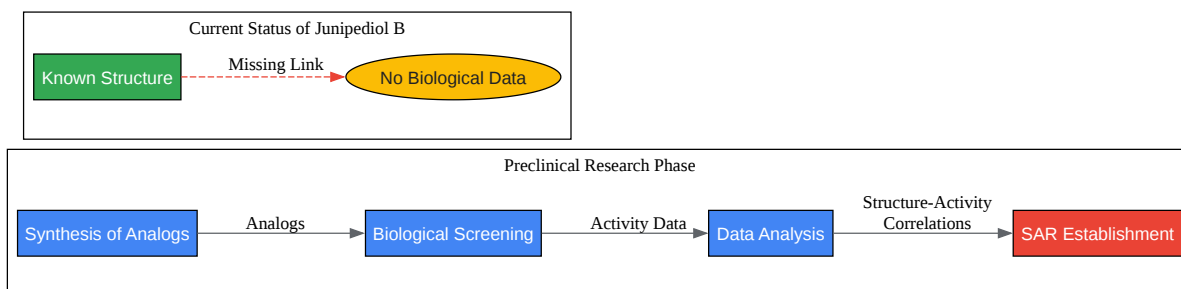 Current Status of Junipediol B
Known Structure
Missing Link
No Biological Data
Preclinical Research Phase
Synthesis of Analogs
Analogs
Biological Screening
Activity Data
Data Analysis
Structure-Activity
Correlations
SAR Establishment